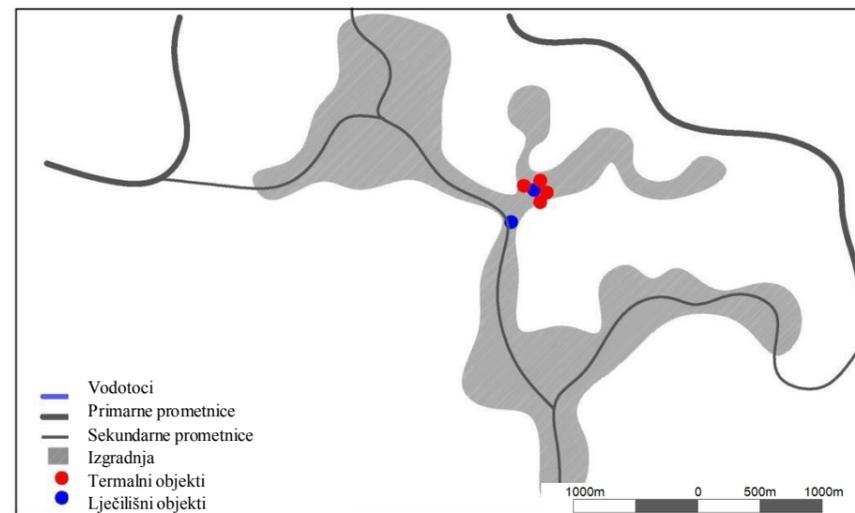 Vodotoci
Primarne prometnice
Sekundarne prometnice
Izgradnja
Termalni objekti
Lječilišni objekti
1000m 0 500m 1000m